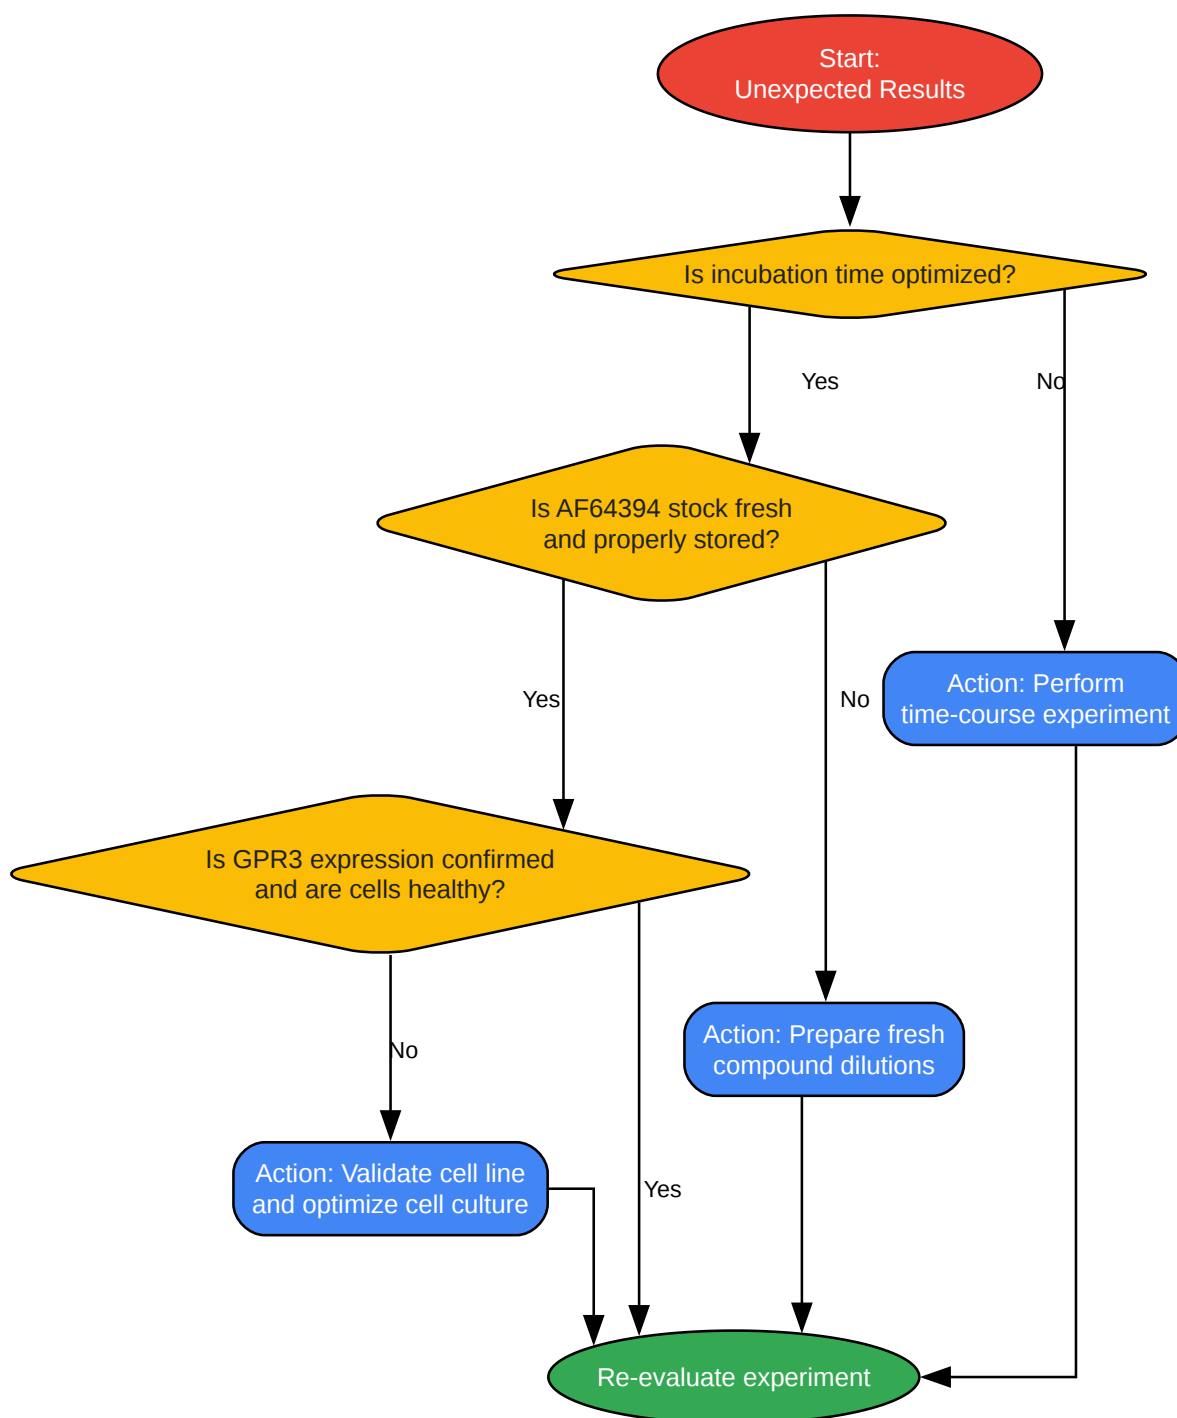 Start:
Unexpected Results
Is incubation time optimized?
Yes
No
Is AF64394 stock fresh
and properly stored?
Yes
No
Action: Perform
time-course experiment
Is GPR3 expression confirmed
and are cells healthy?
No
Yes
Action: Prepare fresh
compound dilutions
Action: Validate cell line
and optimize cell culture
Re-evaluate experiment